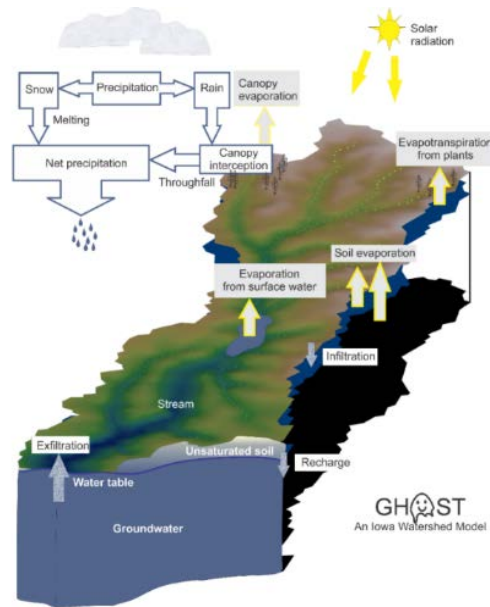 Solar
radiation
Snow
Precipitation
Rain
Canopy
evaporation
Melting
Net precipitation
Canopy
interception
Throughfall
Evapotranspiration
from plants
Soil evaporation
Evaporation
from surface water
Infiltration
Stream
Exfiltration
Unsaturated soil
Recharge
Water table
Groundwater
GHOST
An Iowa Watershed Model